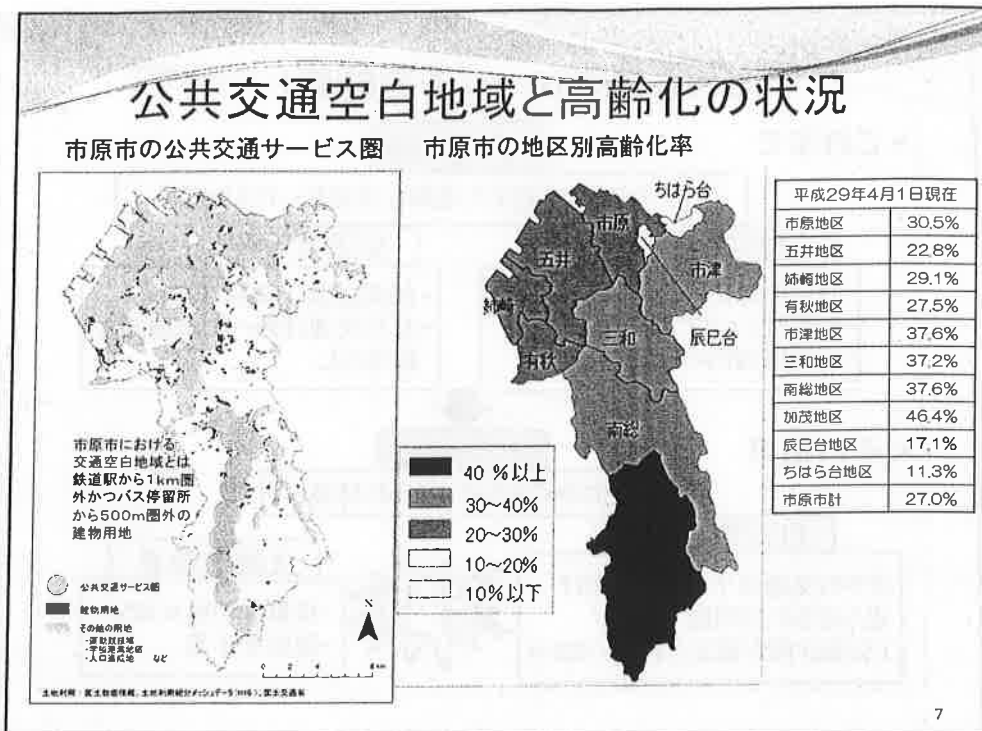 公共交通空白地域と高齢化の状況
市原市の公共交通サービス圏
市原市の地区別高齢化率
市原市における
交通空白地域とは
鉄道駅から1km圏
外かつバス停留所
から500m圏外の
建物用地
公共交通サービス圏
建物用地
その他の用地
など
N
0 2 4 8km
ちはら台
市原
五井
市津
姉崎
辰巳台
三和
有秋
南総
40 %以上
30～40%
20～30%
10～20%
10%以下
平成29年4月1日現在
市原地区 30.5%
五井地区 22.8%
姉崎地区 29.1%
有秋地区 27.5%
市津地区 37.6%
三和地区 37.2%
南総地区 37.6%
加茂地区 46.4%
辰巳台地区 17.1%
ちはら台地区 11.3%
市原市計 27.0%
7